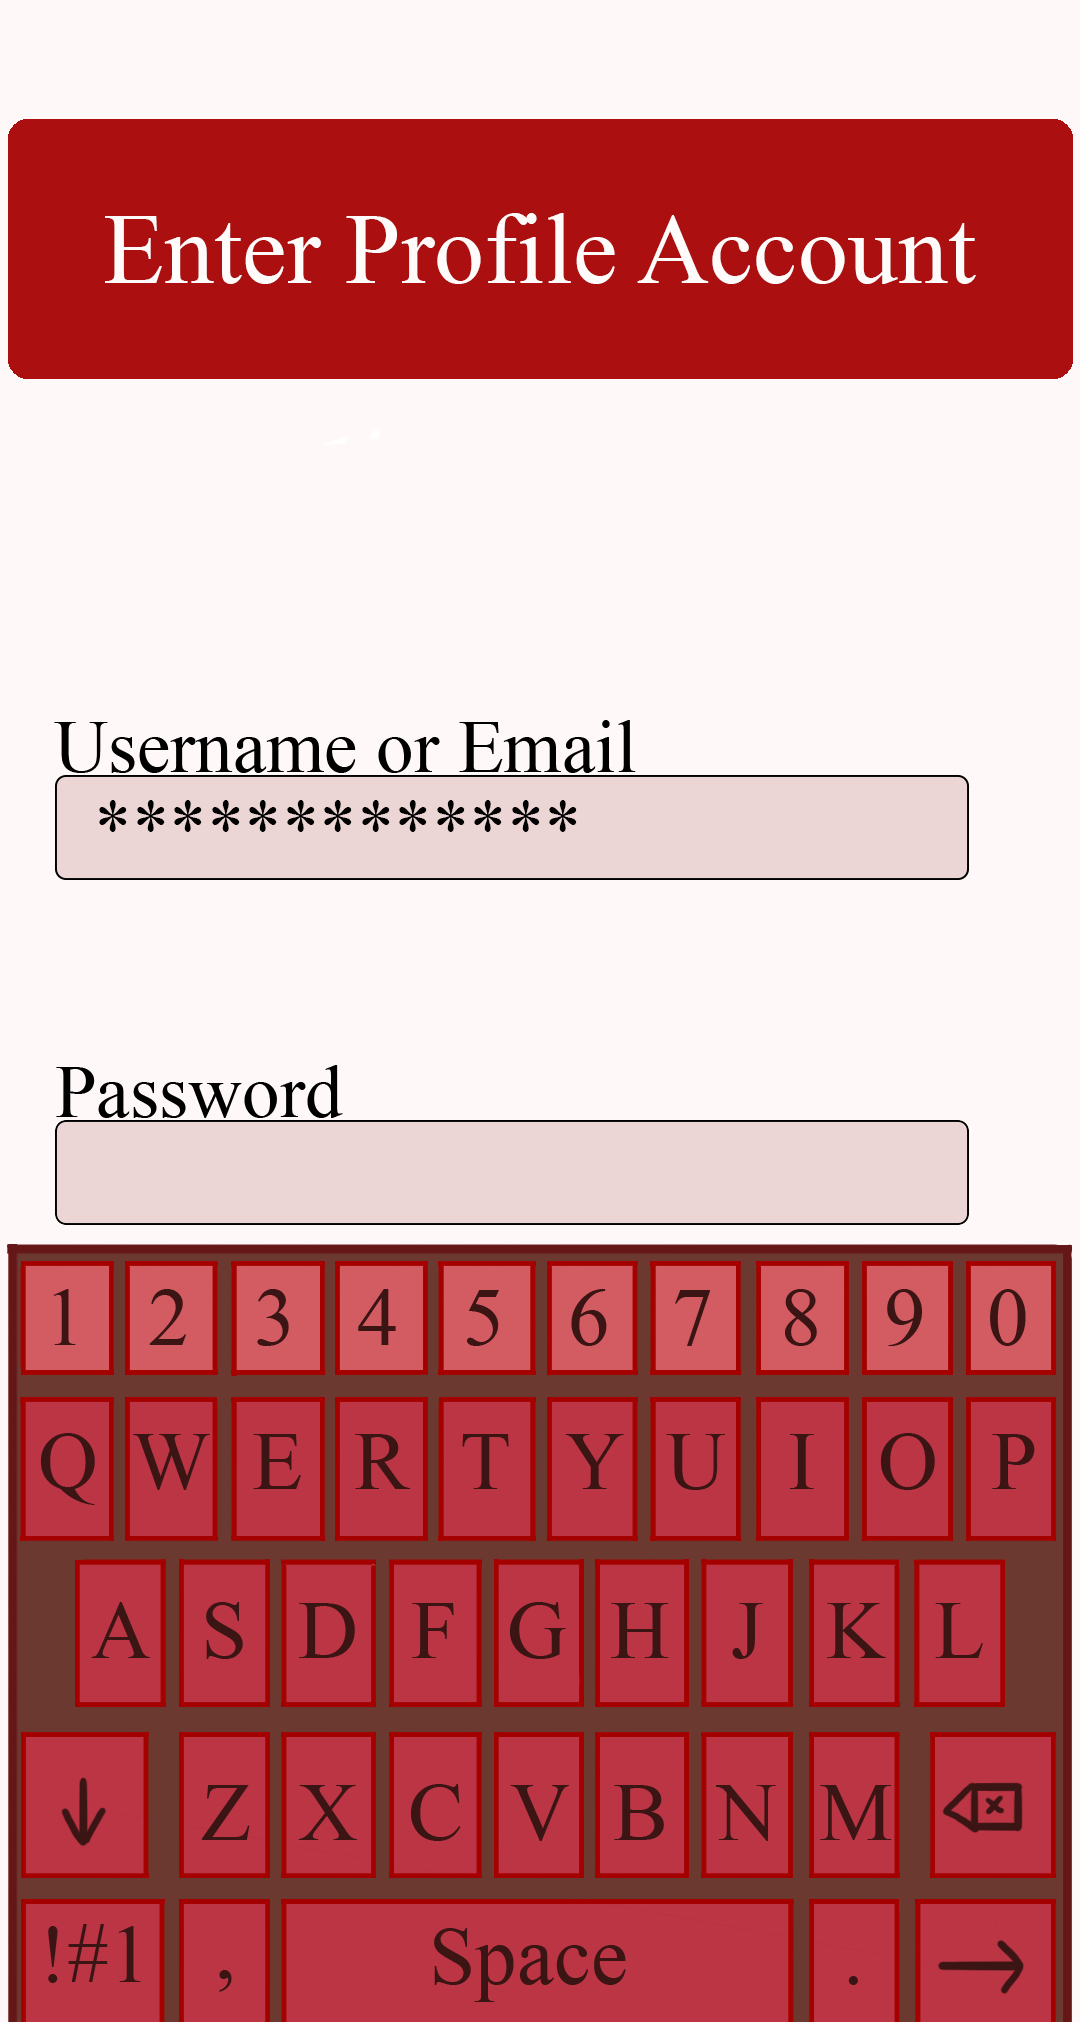 Enter Profile Account
Username or Email
*************
Password
1 2 3 4 5 6 7 8 9 0
Q W E R T Y U I O P
A S D F G H J K L
Z X C V B N M
!#1 , Space .